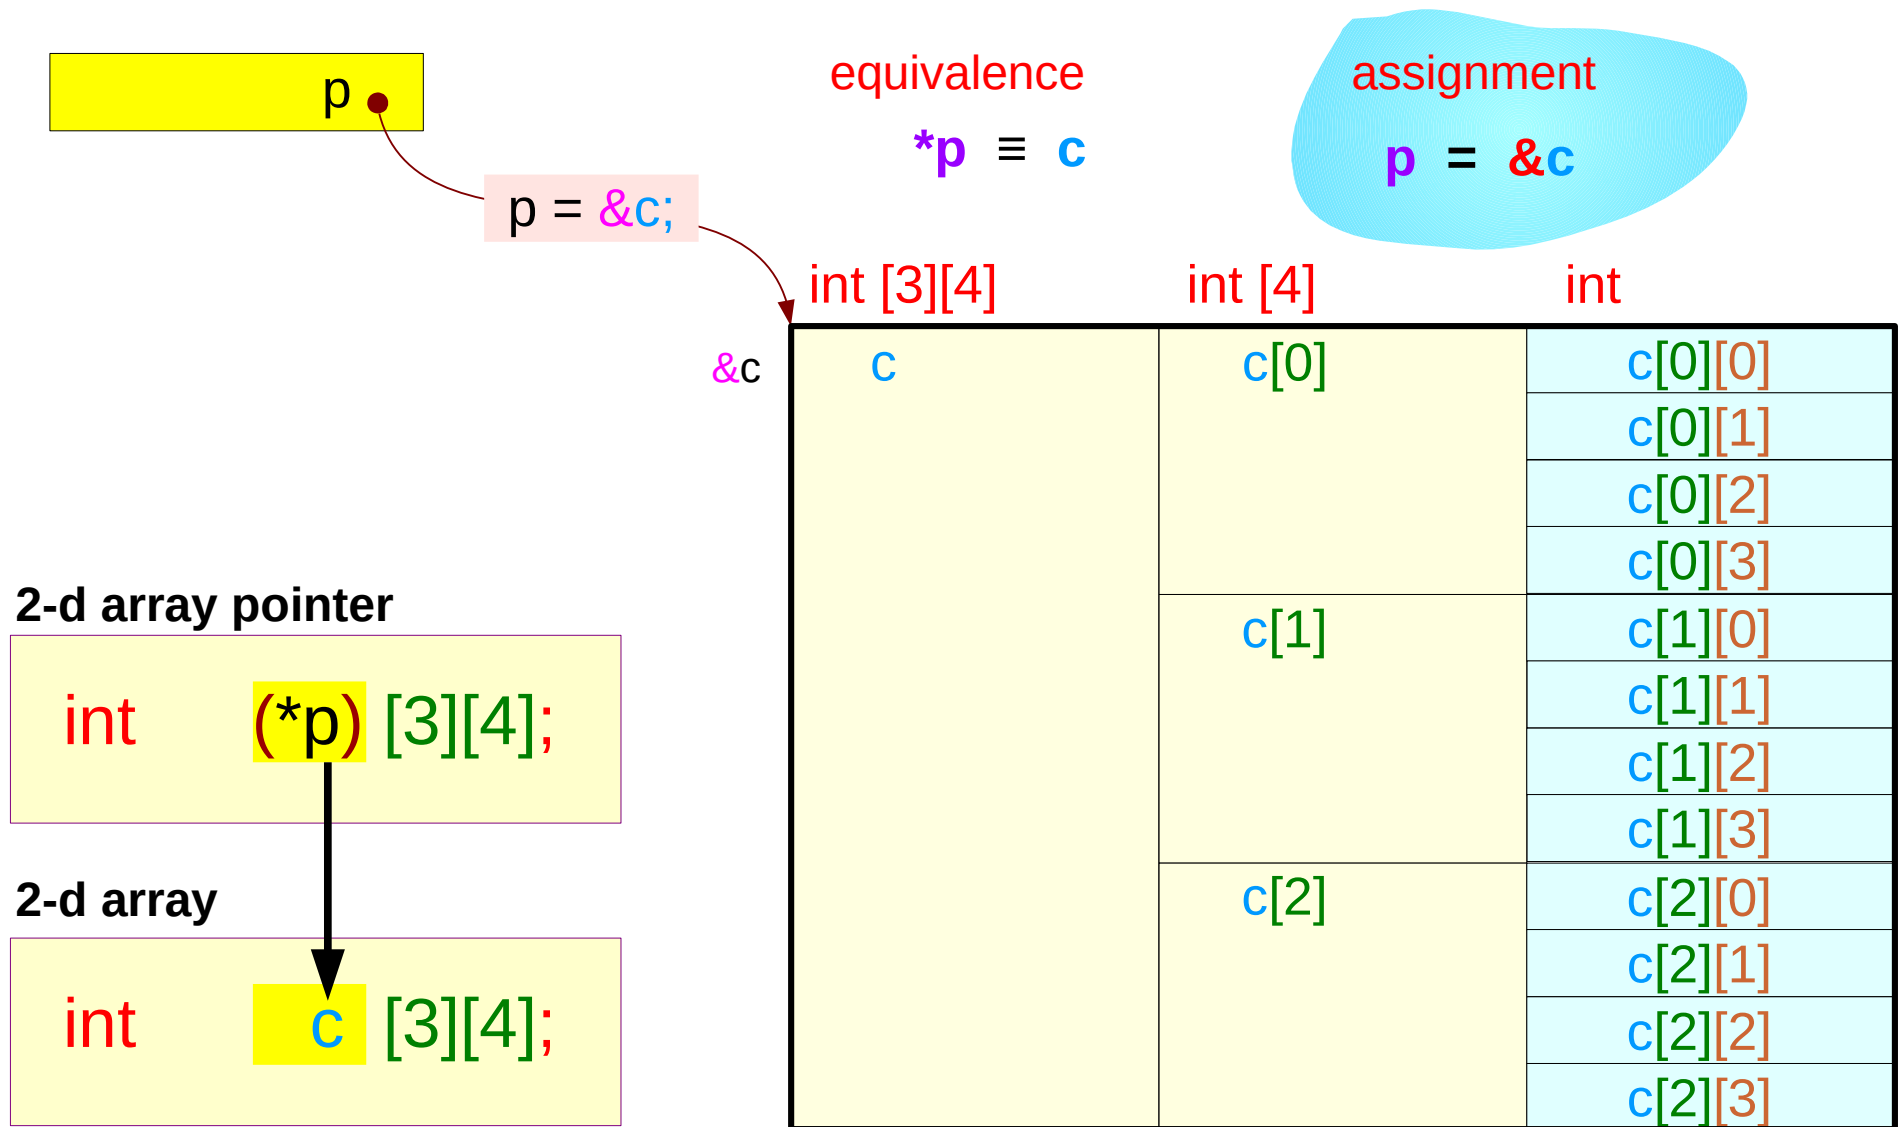 p
equivalence
assignment
*p ≡ c
p = &c
p = &c;
int [3][4]
int [4]
int
&c
c
c[0]
c[0][0]
c[0][1]
c[0][2]
c[0][3]
c[1]
c[1][0]
c[1][1]
c[1][2]
c[1][3]
c[2]
c[2][0]
c[2][1]
c[2][2]
c[2][3]
2-d array pointer
int (*p) [3][4];
2-d array
int c [3][4];